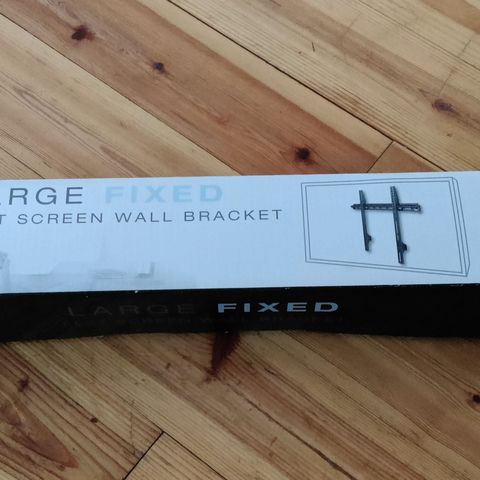 ARGE FIXED
T SCREEN WALL BRACKET
LARGE FIXED